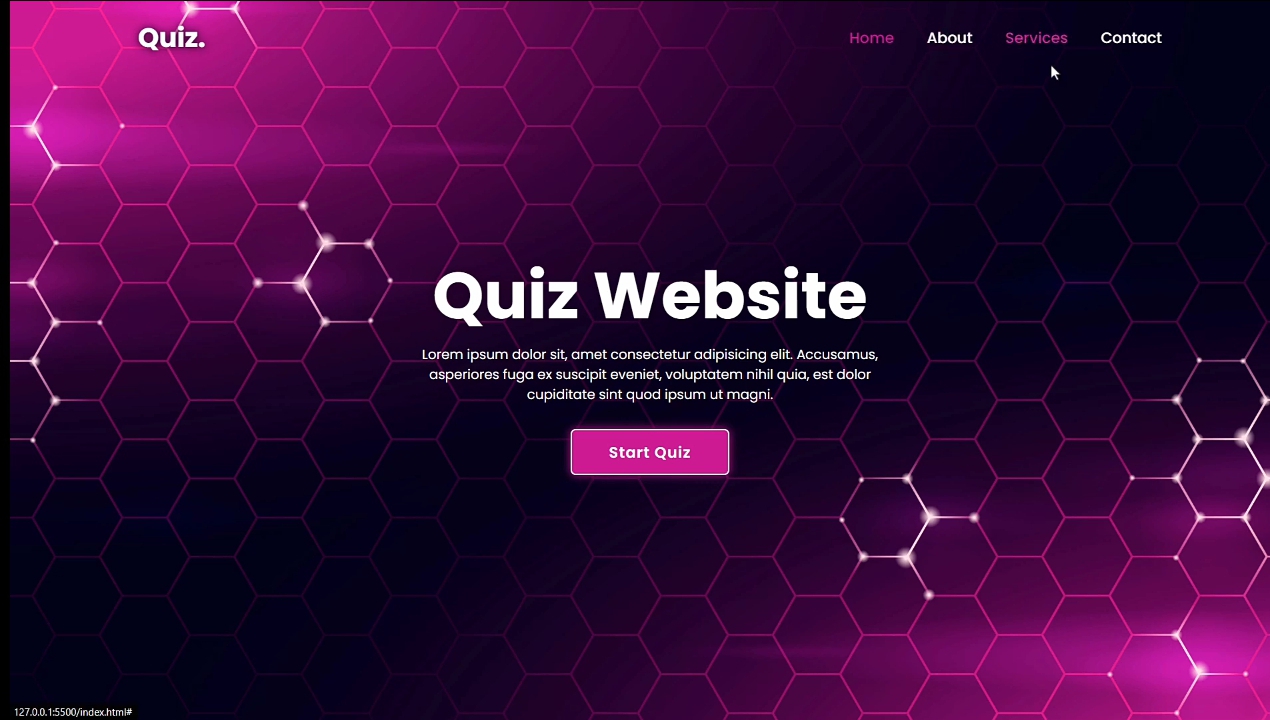 Quiz.
Home About Services Contact
Quiz Website
Lorem ipsum dolor sit, amet consectetur adipisicing elit. Accusamus,
asperiores fuga ex suscipit eveniet, voluptatem nihil quia, est dolor
cupiditate sint quod ipsum ut magni.
Start Quiz
127.0.0.1:5500/index.html#